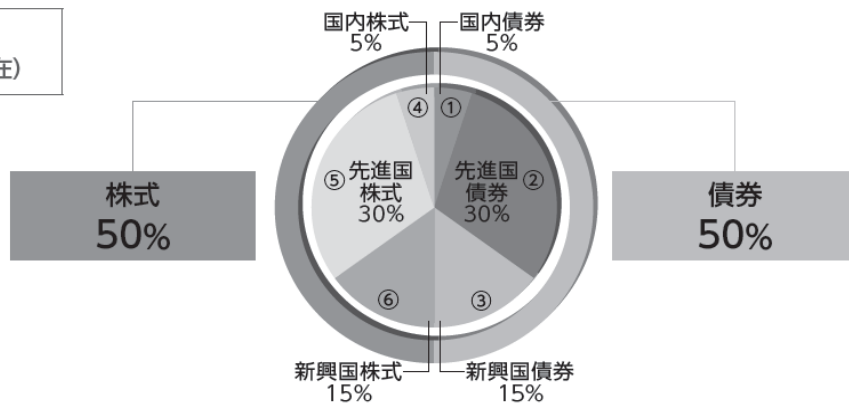 在）
国内株式
5%
国内債券
5%
④
①
⑤
先進国
株式
30%
先進国
債券
30%
②
株式
50%
債券
50%
⑥
③
新興国株式
15%
新興国債券
15%